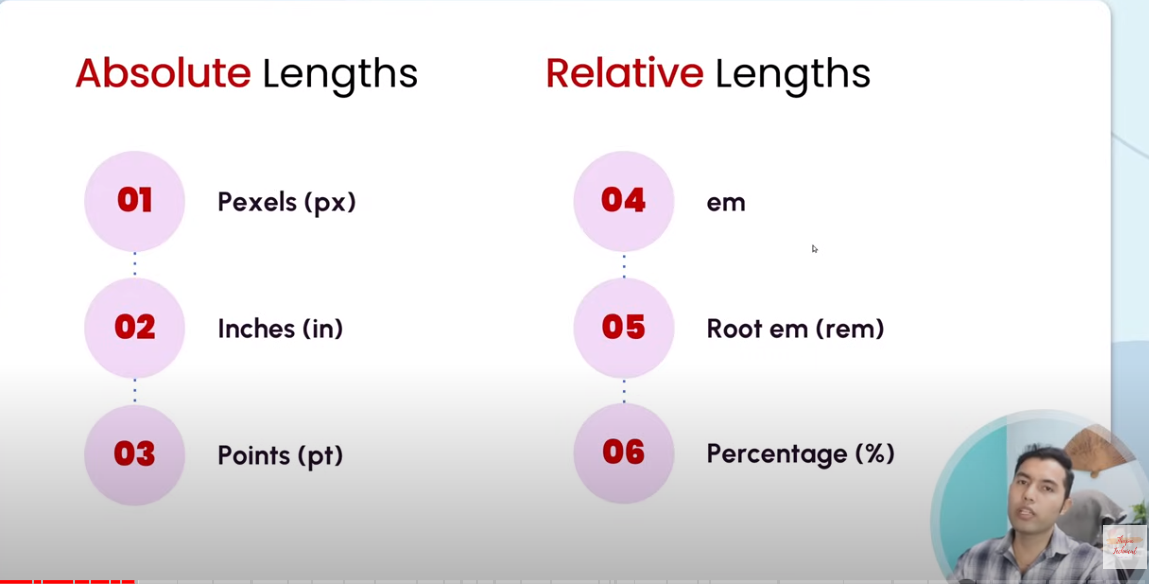 Absolute Lengths
01 Pexels (px)
02 Inches (in)
03 Points (pt)
Relative Lengths
04 em
05 Root em (rem)
06 Percentage (%)
Technical